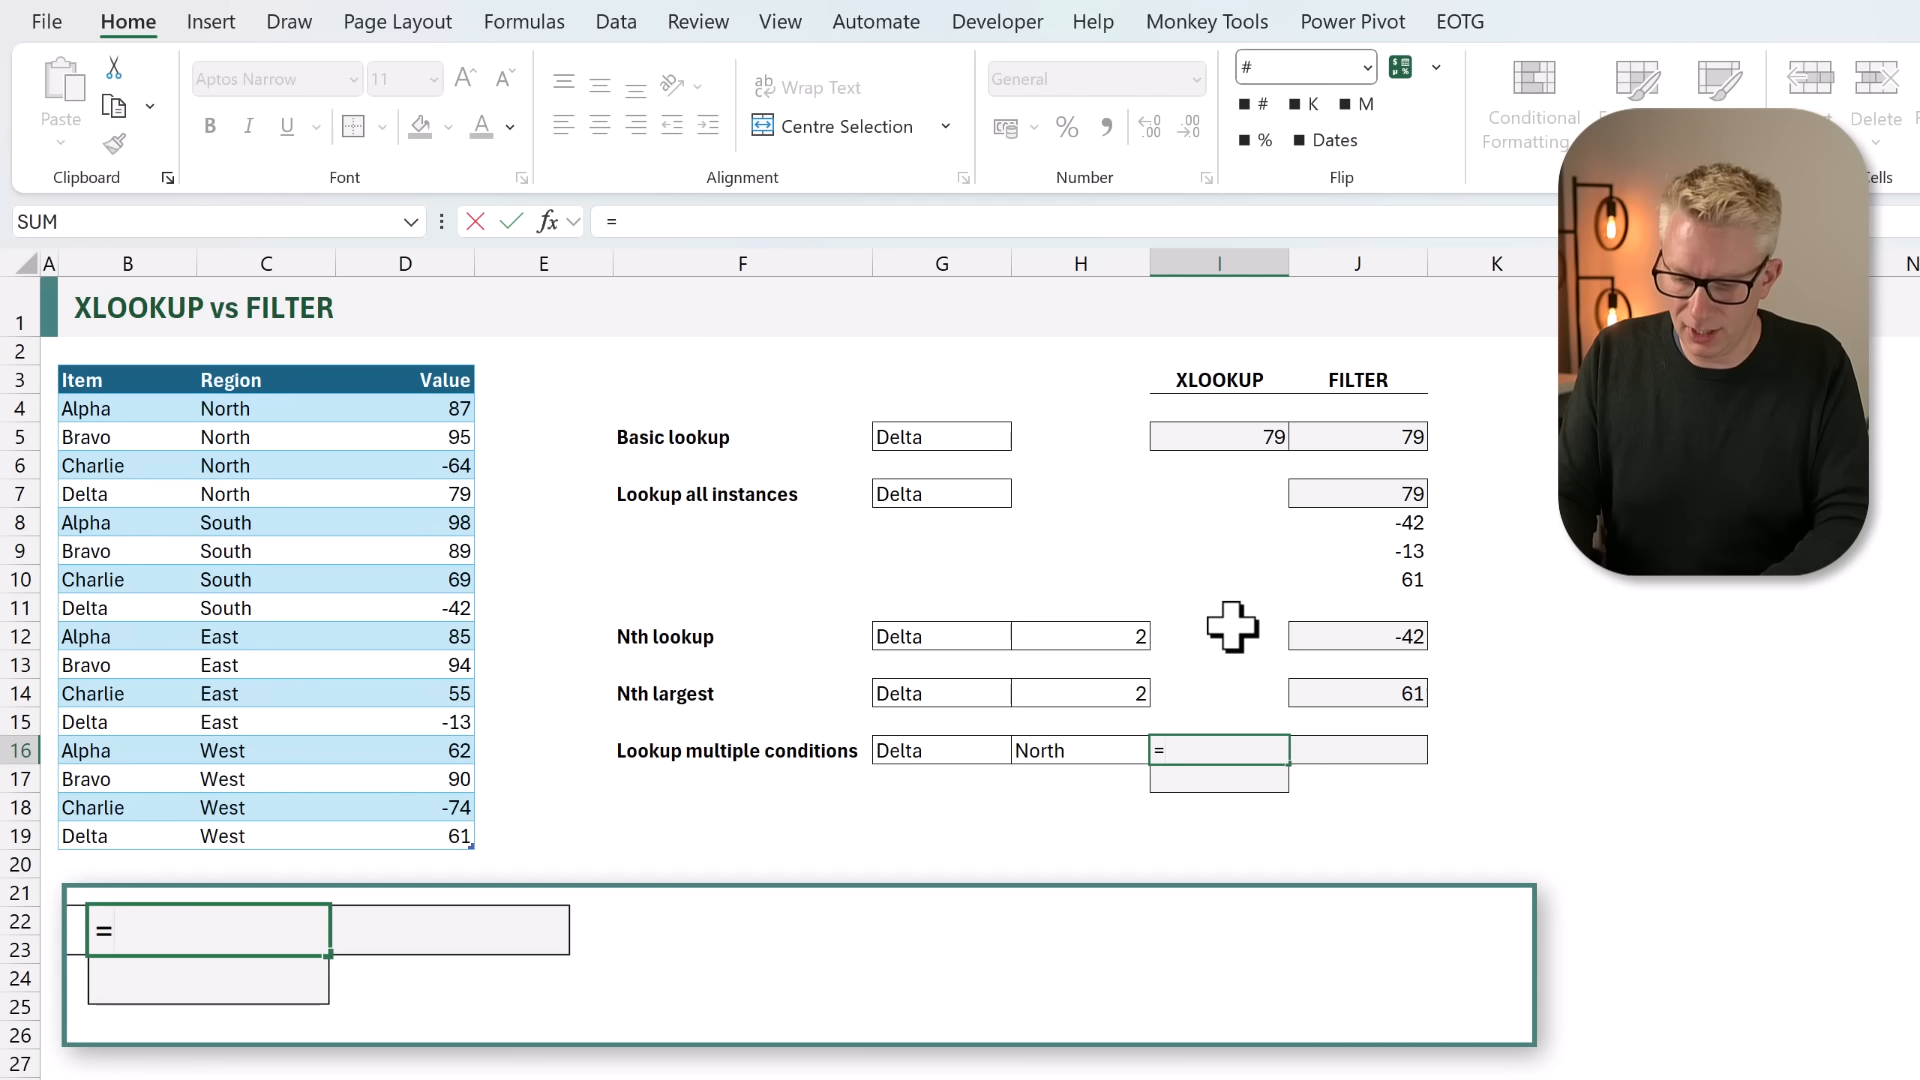 File Home Insert Draw Page Layout Formulas Data Review View Automate Developer Help Monkey Tools Power Pivot EOTG
Aptos Narrow 11 A A Wrap Text General #
Paste Conditional Formatting Delete
B I U A Centre Selection % # K M
% Dates
Clipboard Font Alignment Number Flip
SUM fx =
A B C D E F G H I J K N
1 XLOOKUP vs FILTER
2
3 Item Region Value XLOOKUP FILTER
4 Alpha North 87
5 Bravo North 95 Basic lookup Delta 79 79
6 Charlie North -64
7 Delta North 79 Lookup all instances Delta 79
8 Alpha South 98 -42
9 Bravo South 89 -13
10 Charlie South 69 61
11 Delta South -42
12 Alpha East 85 Nth lookup Delta 2 -42
13 Bravo East 94
14 Charlie East 55 Nth largest Delta 2 61
15 Delta East -13
16 Alpha West 62 Lookup multiple conditions Delta North =
17 Bravo West 90
18 Charlie West -74
19 Delta West 61
20
21
22 =
23
24
25
26
27